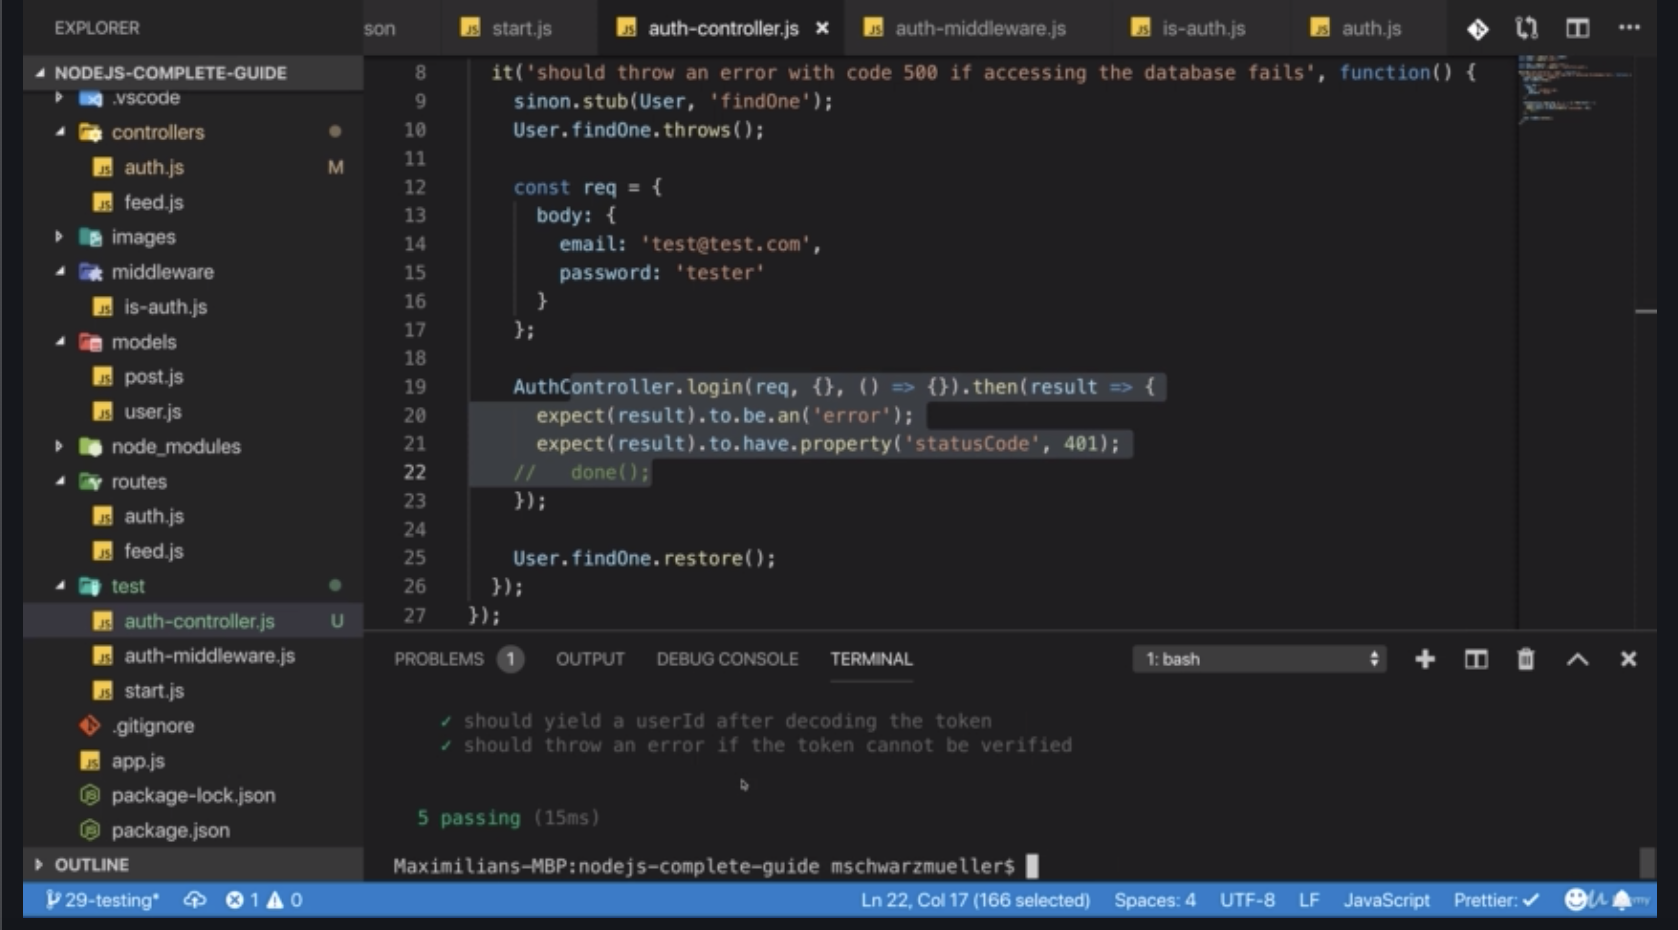 EXPLORER
son
start.js
auth-controller.js
auth-middleware.js
is-auth.js
auth.js
NODEJS-COMPLETE-GUIDE
.vscode
controllers
auth.js M
feed.js
images
middleware
is-auth.js
models
post.js
user.js
node_modules
routes
auth.js
feed.js
test
auth-controller.js U
auth-middleware.js
start.js
.gitignore
app.js
package-lock.json
package.json
OUTLINE
8 it('should throw an error with code 500 if accessing the database fails', function() {
9 sinon.stub(User, 'findOne');
10 User.findOne.throws();
11
12 const req = {
13 body: {
14 email: 'test@test.com',
15 password: 'tester'
16 }
17 };
18
19 AuthController.login(req, {}, () => {}).then(result => {
20 expect(result).to.be.an('error');
21 expect(result).to.have.property('statusCode', 401);
22 // done();
23 });
24
25 User.findOne.restore();
26 });
27 });
PROBLEMS 1 OUTPUT DEBUG CONSOLE TERMINAL 1: bash
✓ should yield a userId after decoding the token
✓ should throw an error if the token cannot be verified
5 passing (15ms)
Maximilians-MBP:nodejs-complete-guide mschwarzmueller$
29-testing* 1 0 Ln 22, Col 17 (166 selected) Spaces: 4 UTF-8 LF JavaScript Prettier: ✓